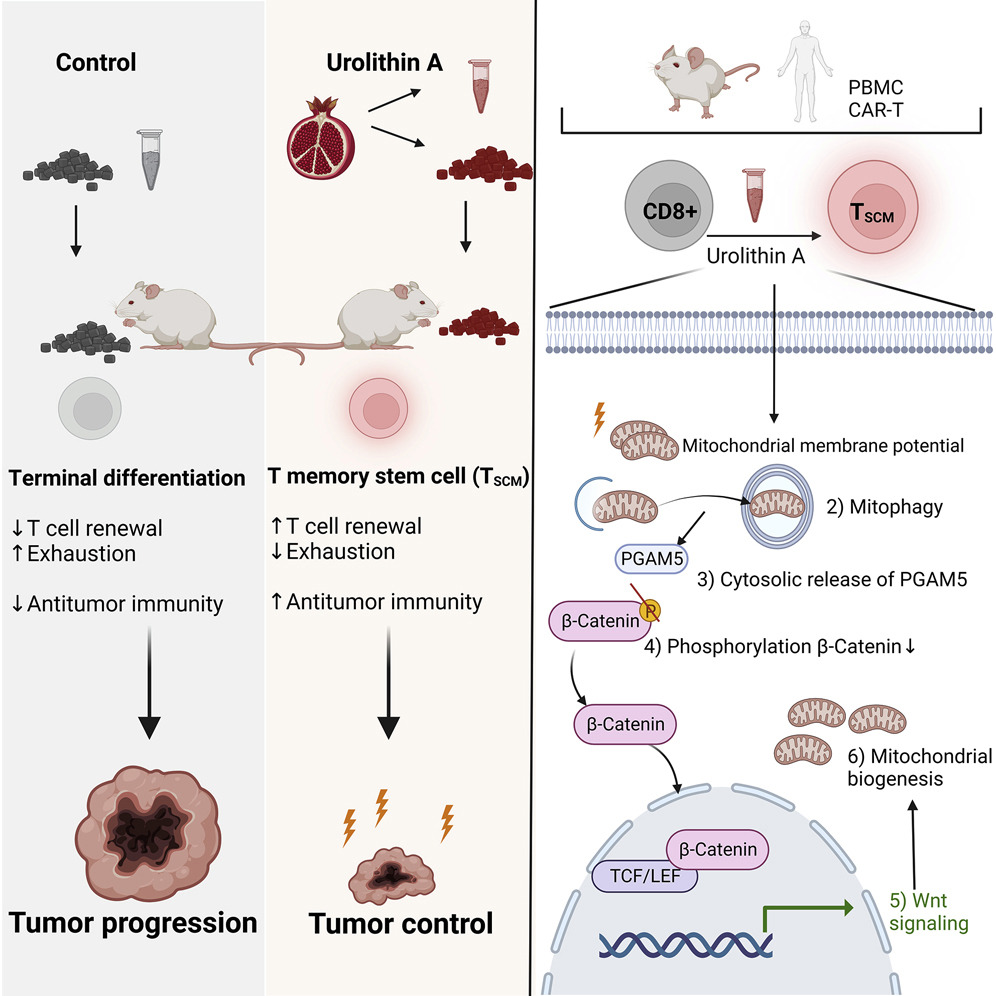 Control
Terminal differentiation
↓T cell renewal
↑Exhaustion
↓Antitumor immunity
Tumor progression
Urolithin A
T memory stem cell (TSCM)
↑T cell renewal
↓Exhaustion
↑Antitumor immunity
Tumor control
PBMC
CAR-T
CD8+
TSCM
Urolithin A
Mitochondrial membrane potential
2) Mitophagy
PGAM5
3) Cytosolic release of PGAM5
β-Catenin
P
4) Phosphorylation β-Catenin↓
β-Catenin
6) Mitochondrial
biogenesis
β-Catenin
TCF/LEF
5) Wnt
signaling